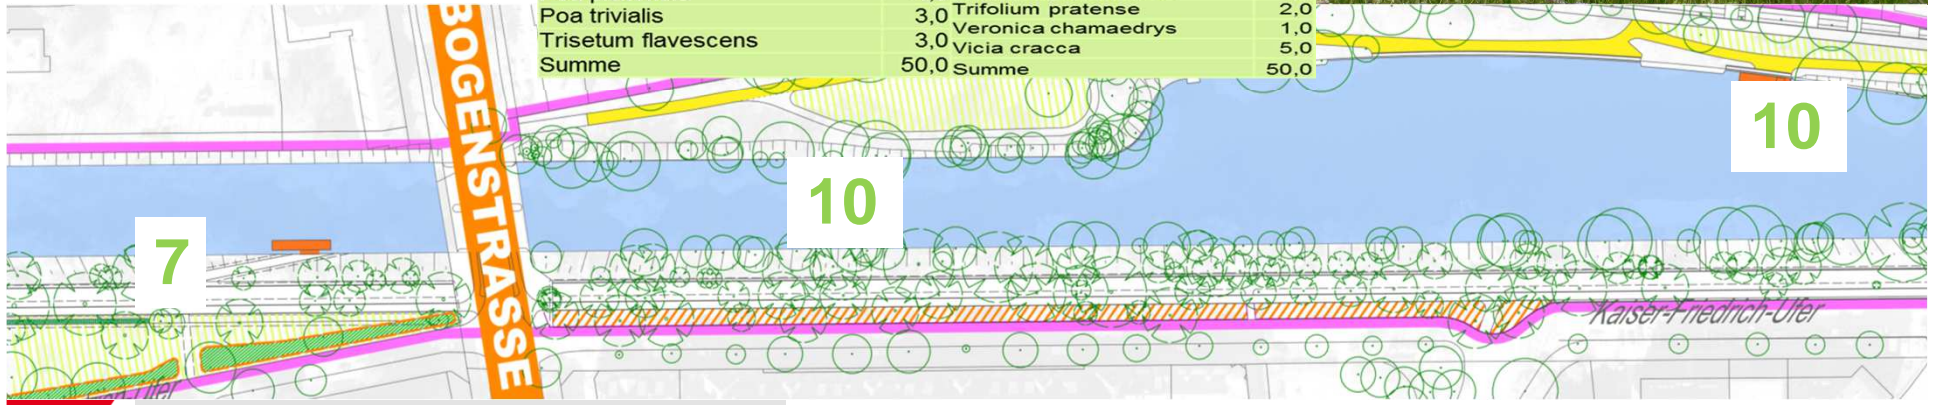 Poa trivialis 3,0
Trisetum flavescens 3,0
Summe 50,0
Trifolium pratense 2,0
Veronica chamaedrys 1,0
Vicia cracca 5,0
Summe 50,0
BOGENSTRASSE
10
10
7
Kaiser-Friedrich-Ufer
Ufer